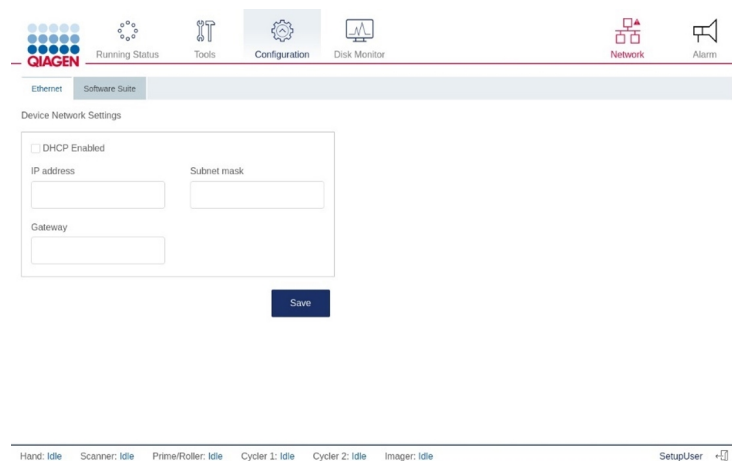 QIAGEN
Running Status
Tools
Configuration
Disk Monitor
Network
Alarm
Ethernet
Software Suite
Device Network Settings
DHCP Enabled
IP address
Subnet mask
Gateway
Save
Hand: Idle Scanner: Idle Prime/Roller: Idle Cycler 1: Idle Cycler 2: Idle Imager: Idle SetupUser